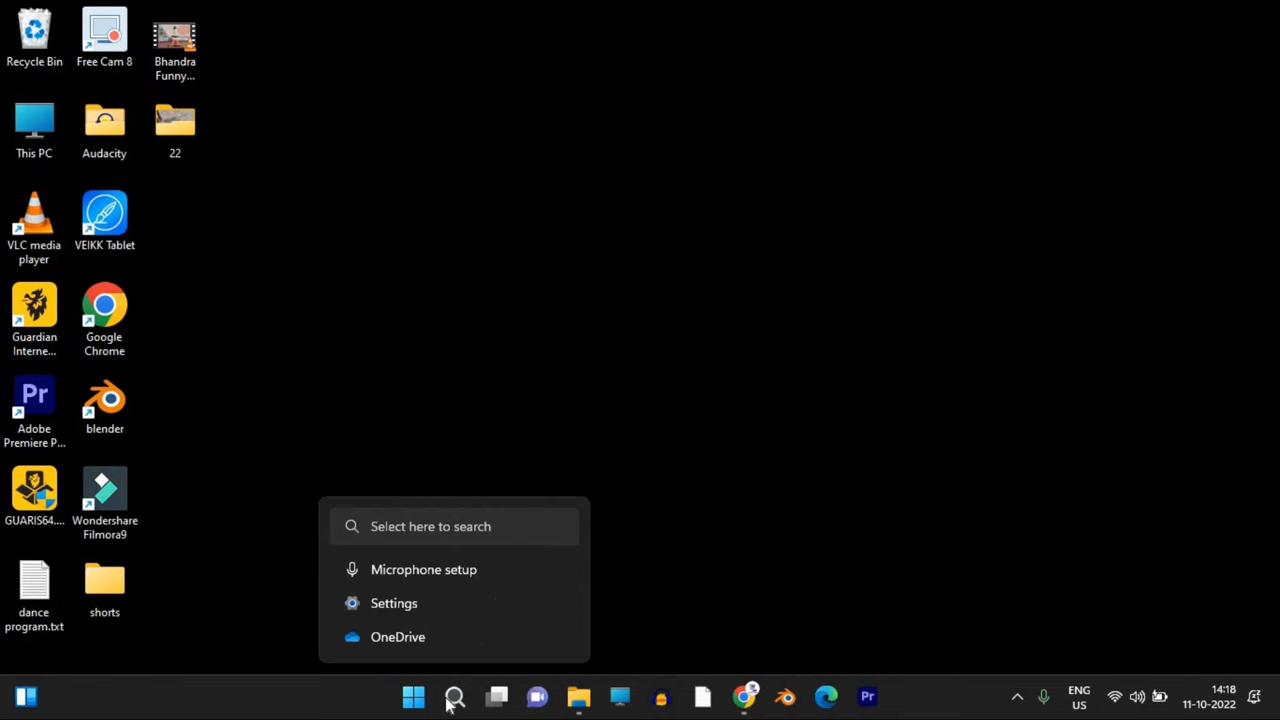 Recycle Bin
Free Cam 8
Bhandra
Funny...
This PC
Audacity
22
VLC media
player
VEIKK Tablet
Guardian
Interne...
Google
Chrome
Pr
Adobe
Premiere P...
blender
GUARIS64....
Wondershare
Filmora9
dance
program.txt
shorts
Select here to search
Microphone setup
Settings
OneDrive
Pr
ENG
US
14:18
11-10-2022